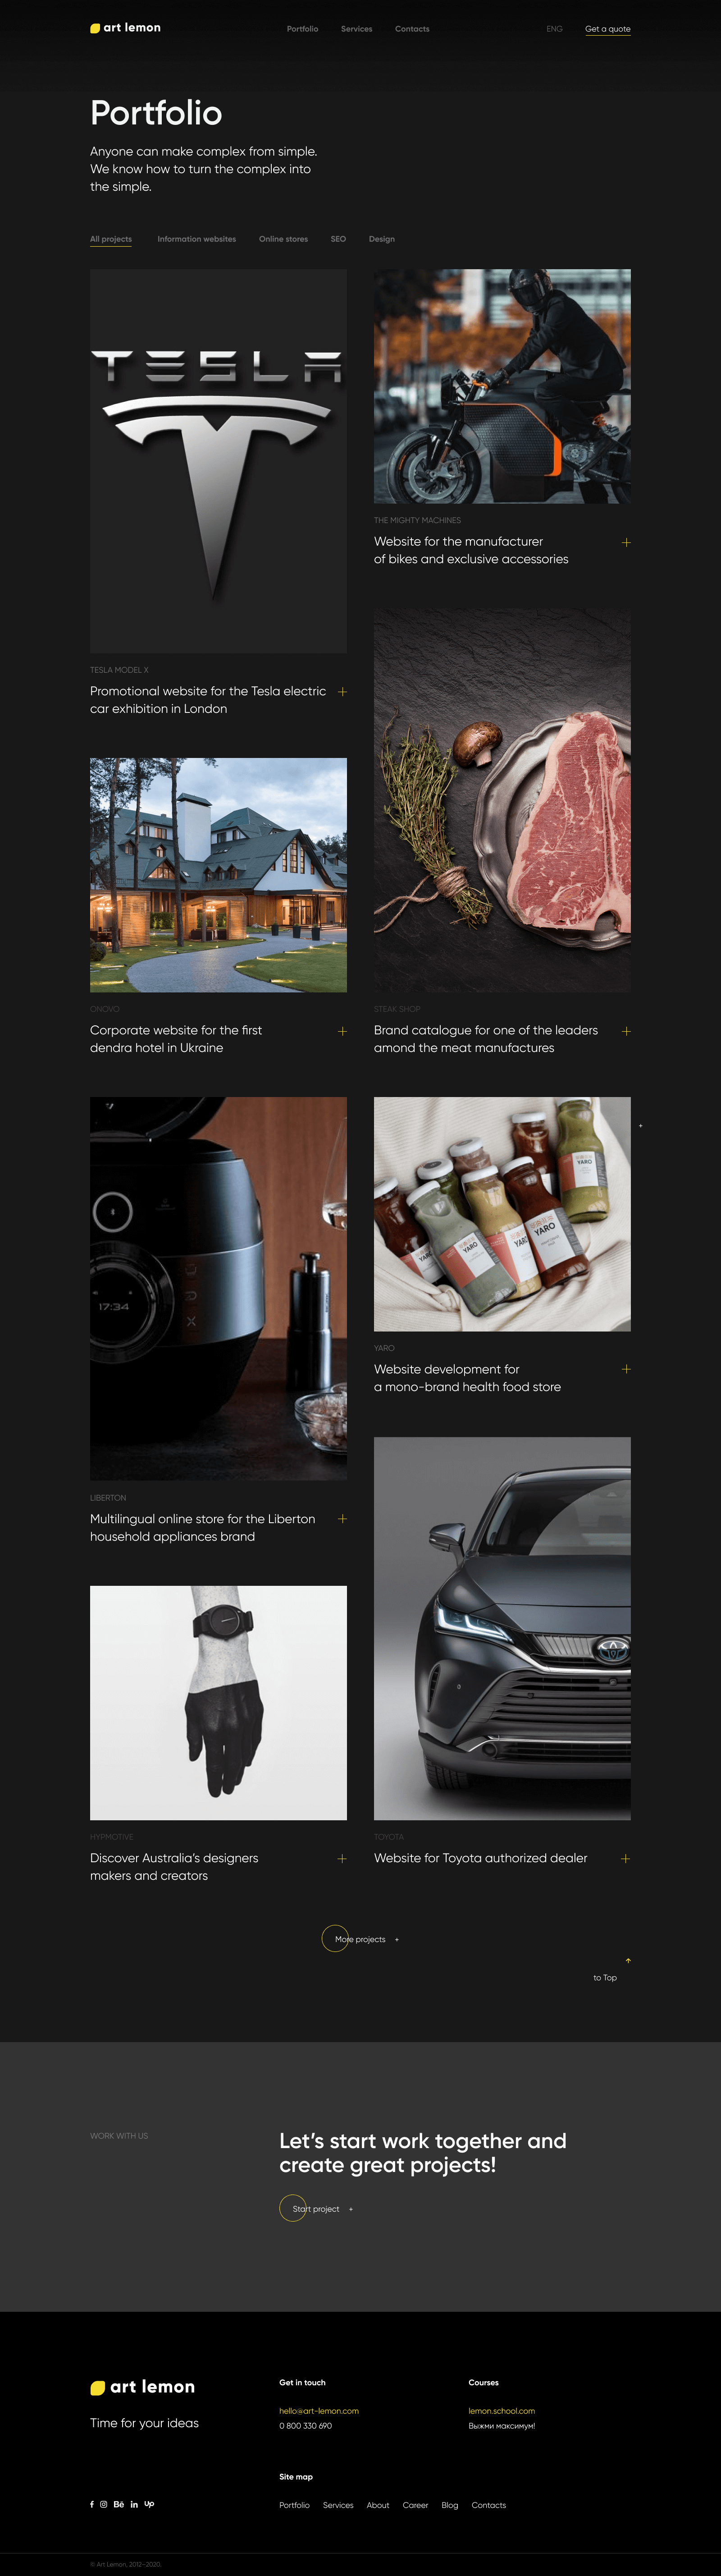 art lemon
Portfolio Services Contacts
ENG Get a quote
Portfolio
Anyone can make complex from simple.
We know how to turn the complex into
the simple.
All projects Information websites Online stores SEO Design
TESLA
TESLA MODEL X
Promotional website for the Tesla electric
car exhibition in London
THE MIGHTY MACHINES
Website for the manufacturer
of bikes and exclusive accessories
ONOVO
Corporate website for the first
dendra hotel in Ukraine
STEAK SHOP
Brand catalogue for one of the leaders
amond the meat manufactures
17:34
LIBERTON
Multilingual online store for the Liberton
household appliances brand
YARO
YARO
YARO
YARO
YARO
YARO
Website development for
a mono-brand health food store
HYPMOTIVE
Discover Australia's designers
makers and creators
TOYOTA
Website for Toyota authorized dealer
More projects +
to Top
WORK WITH US
Let's start work together and
create great projects!
Start project +
art lemon
Time for your ideas
Get in touch
hello@art-lemon.com
0 800 330 690
Courses
lemon.school.com
Выжми максимум!
Site map
Portfolio Services About Career Blog Contacts
f Bē in Up
© Art Lemon, 2012–2020.